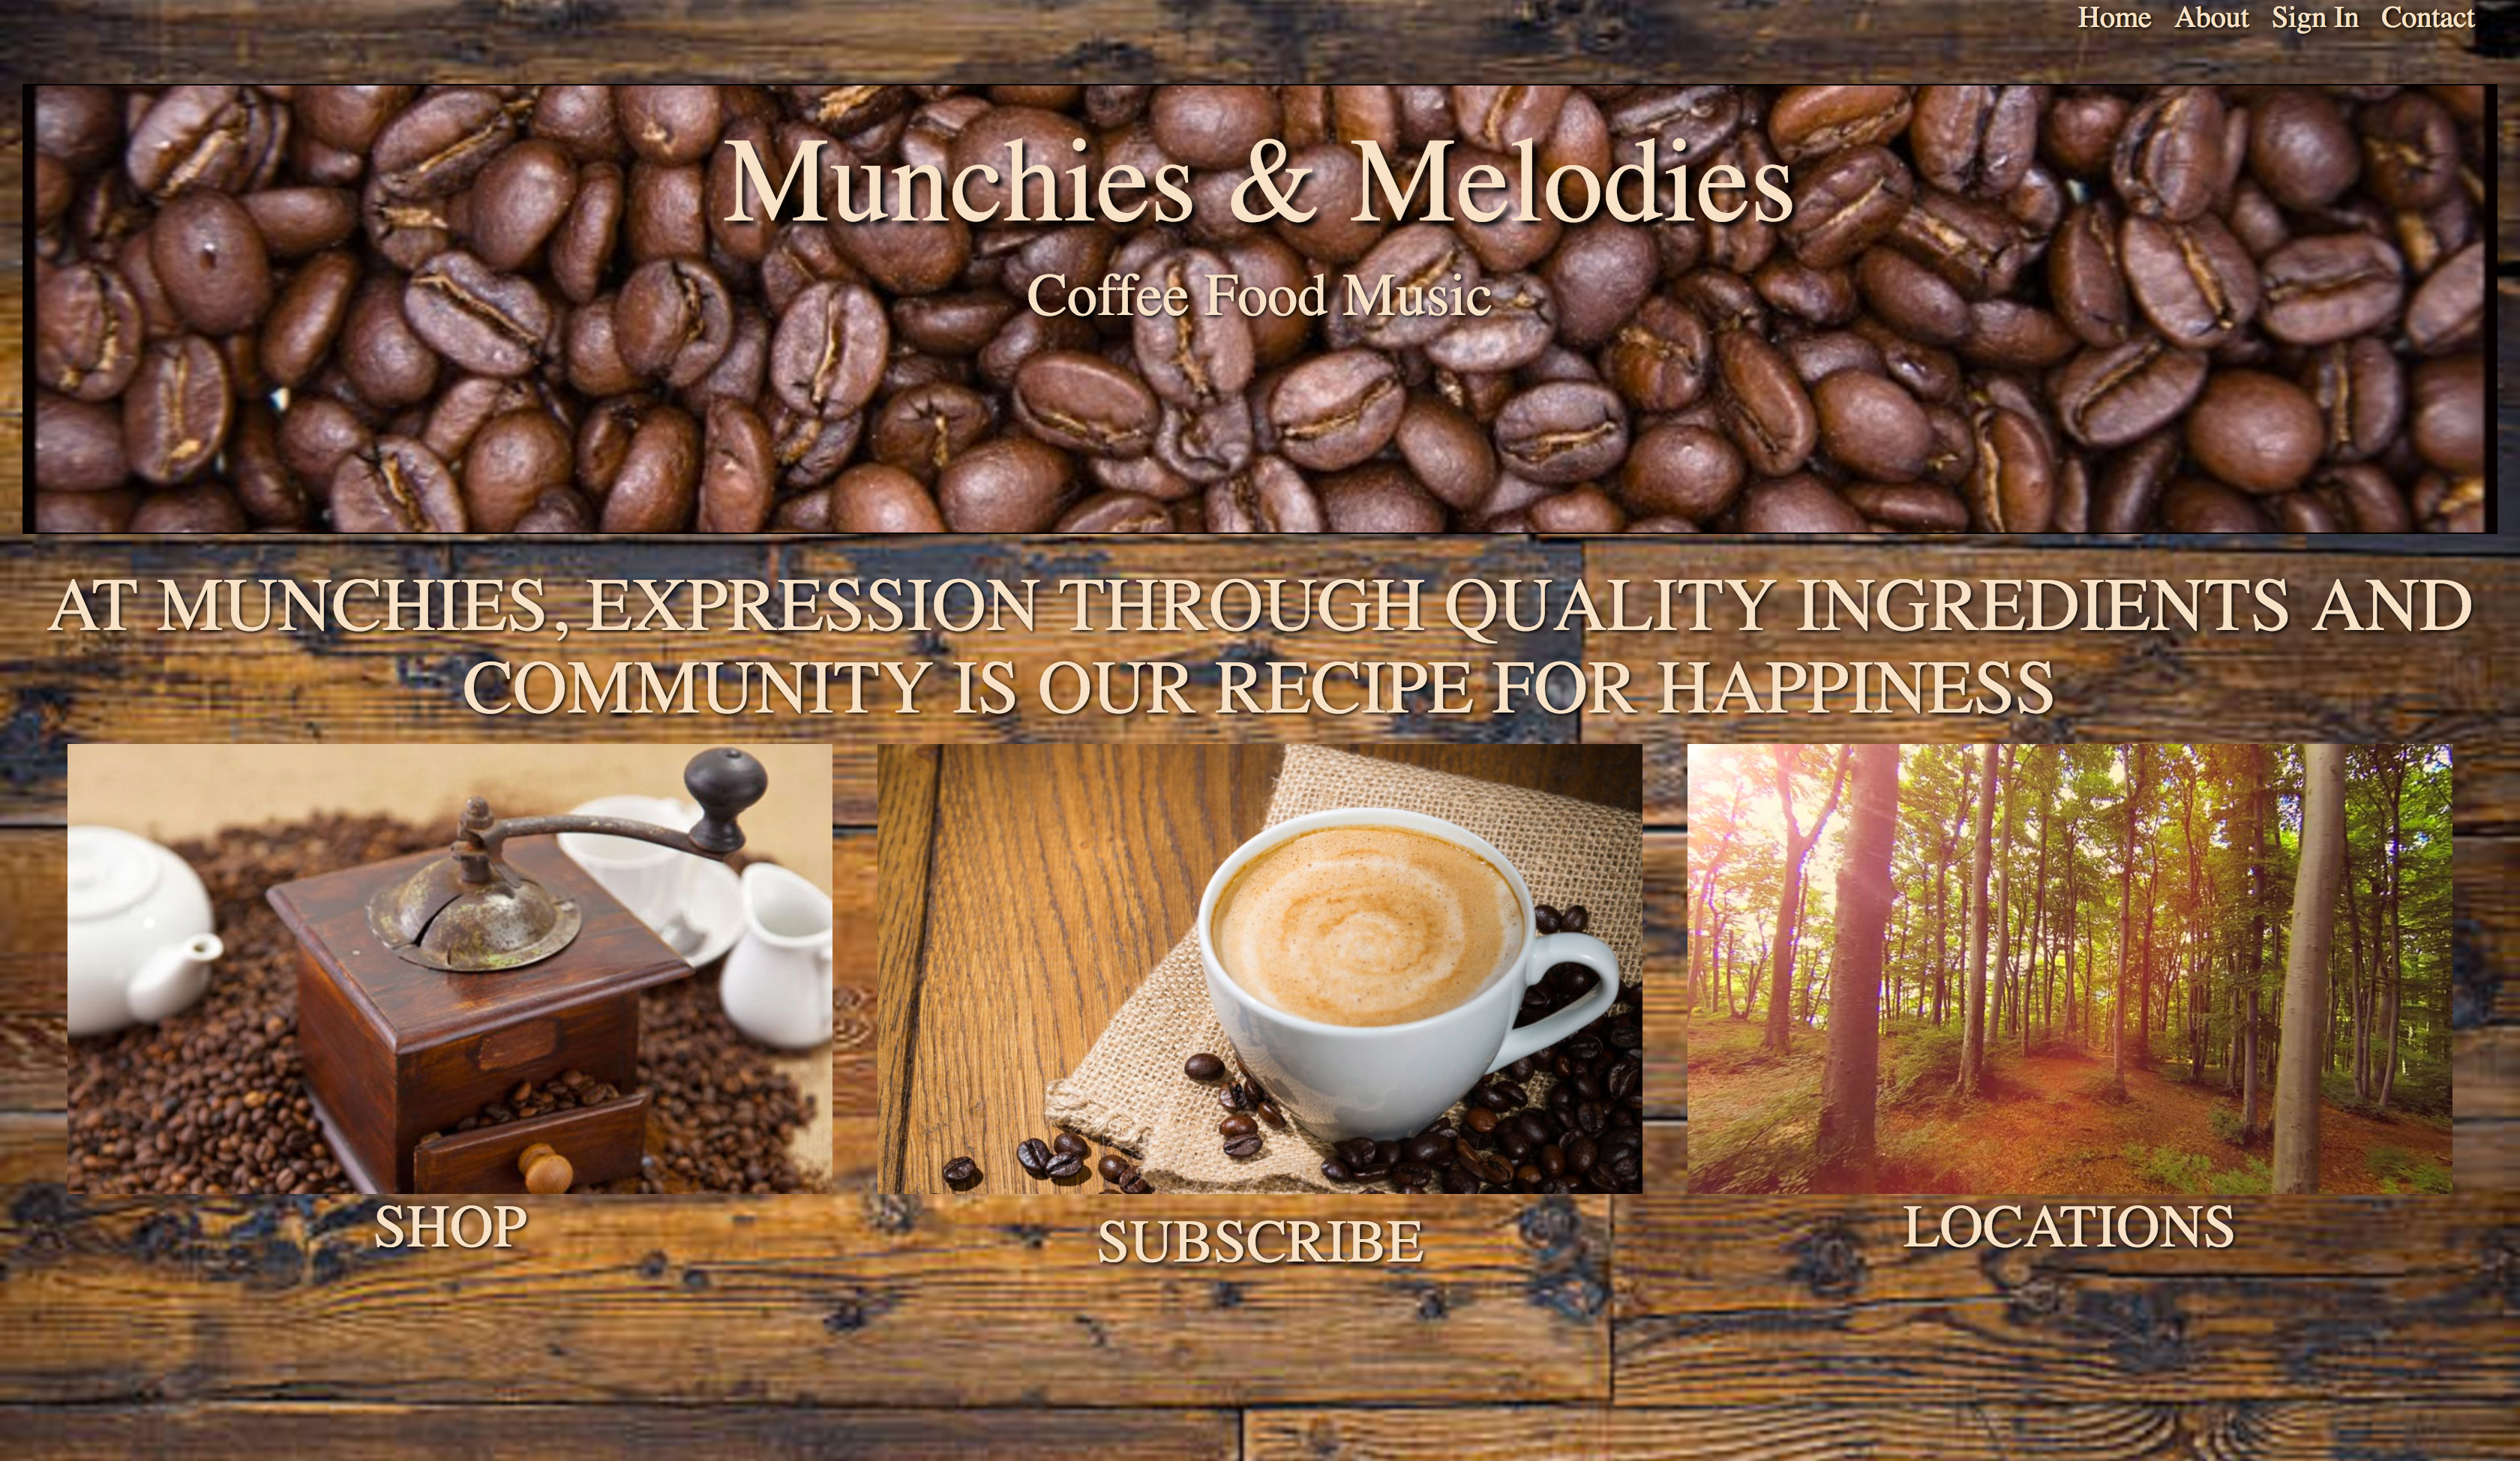 Home About Sign In Contact
Munchies & Melodies
Coffee Food Music
AT MUNCHIES, EXPRESSION THROUGH QUALITY INGREDIENTS AND
COMMUNITY IS OUR RECIPE FOR HAPPINESS
SHOP
SUBSCRIBE
LOCATIONS